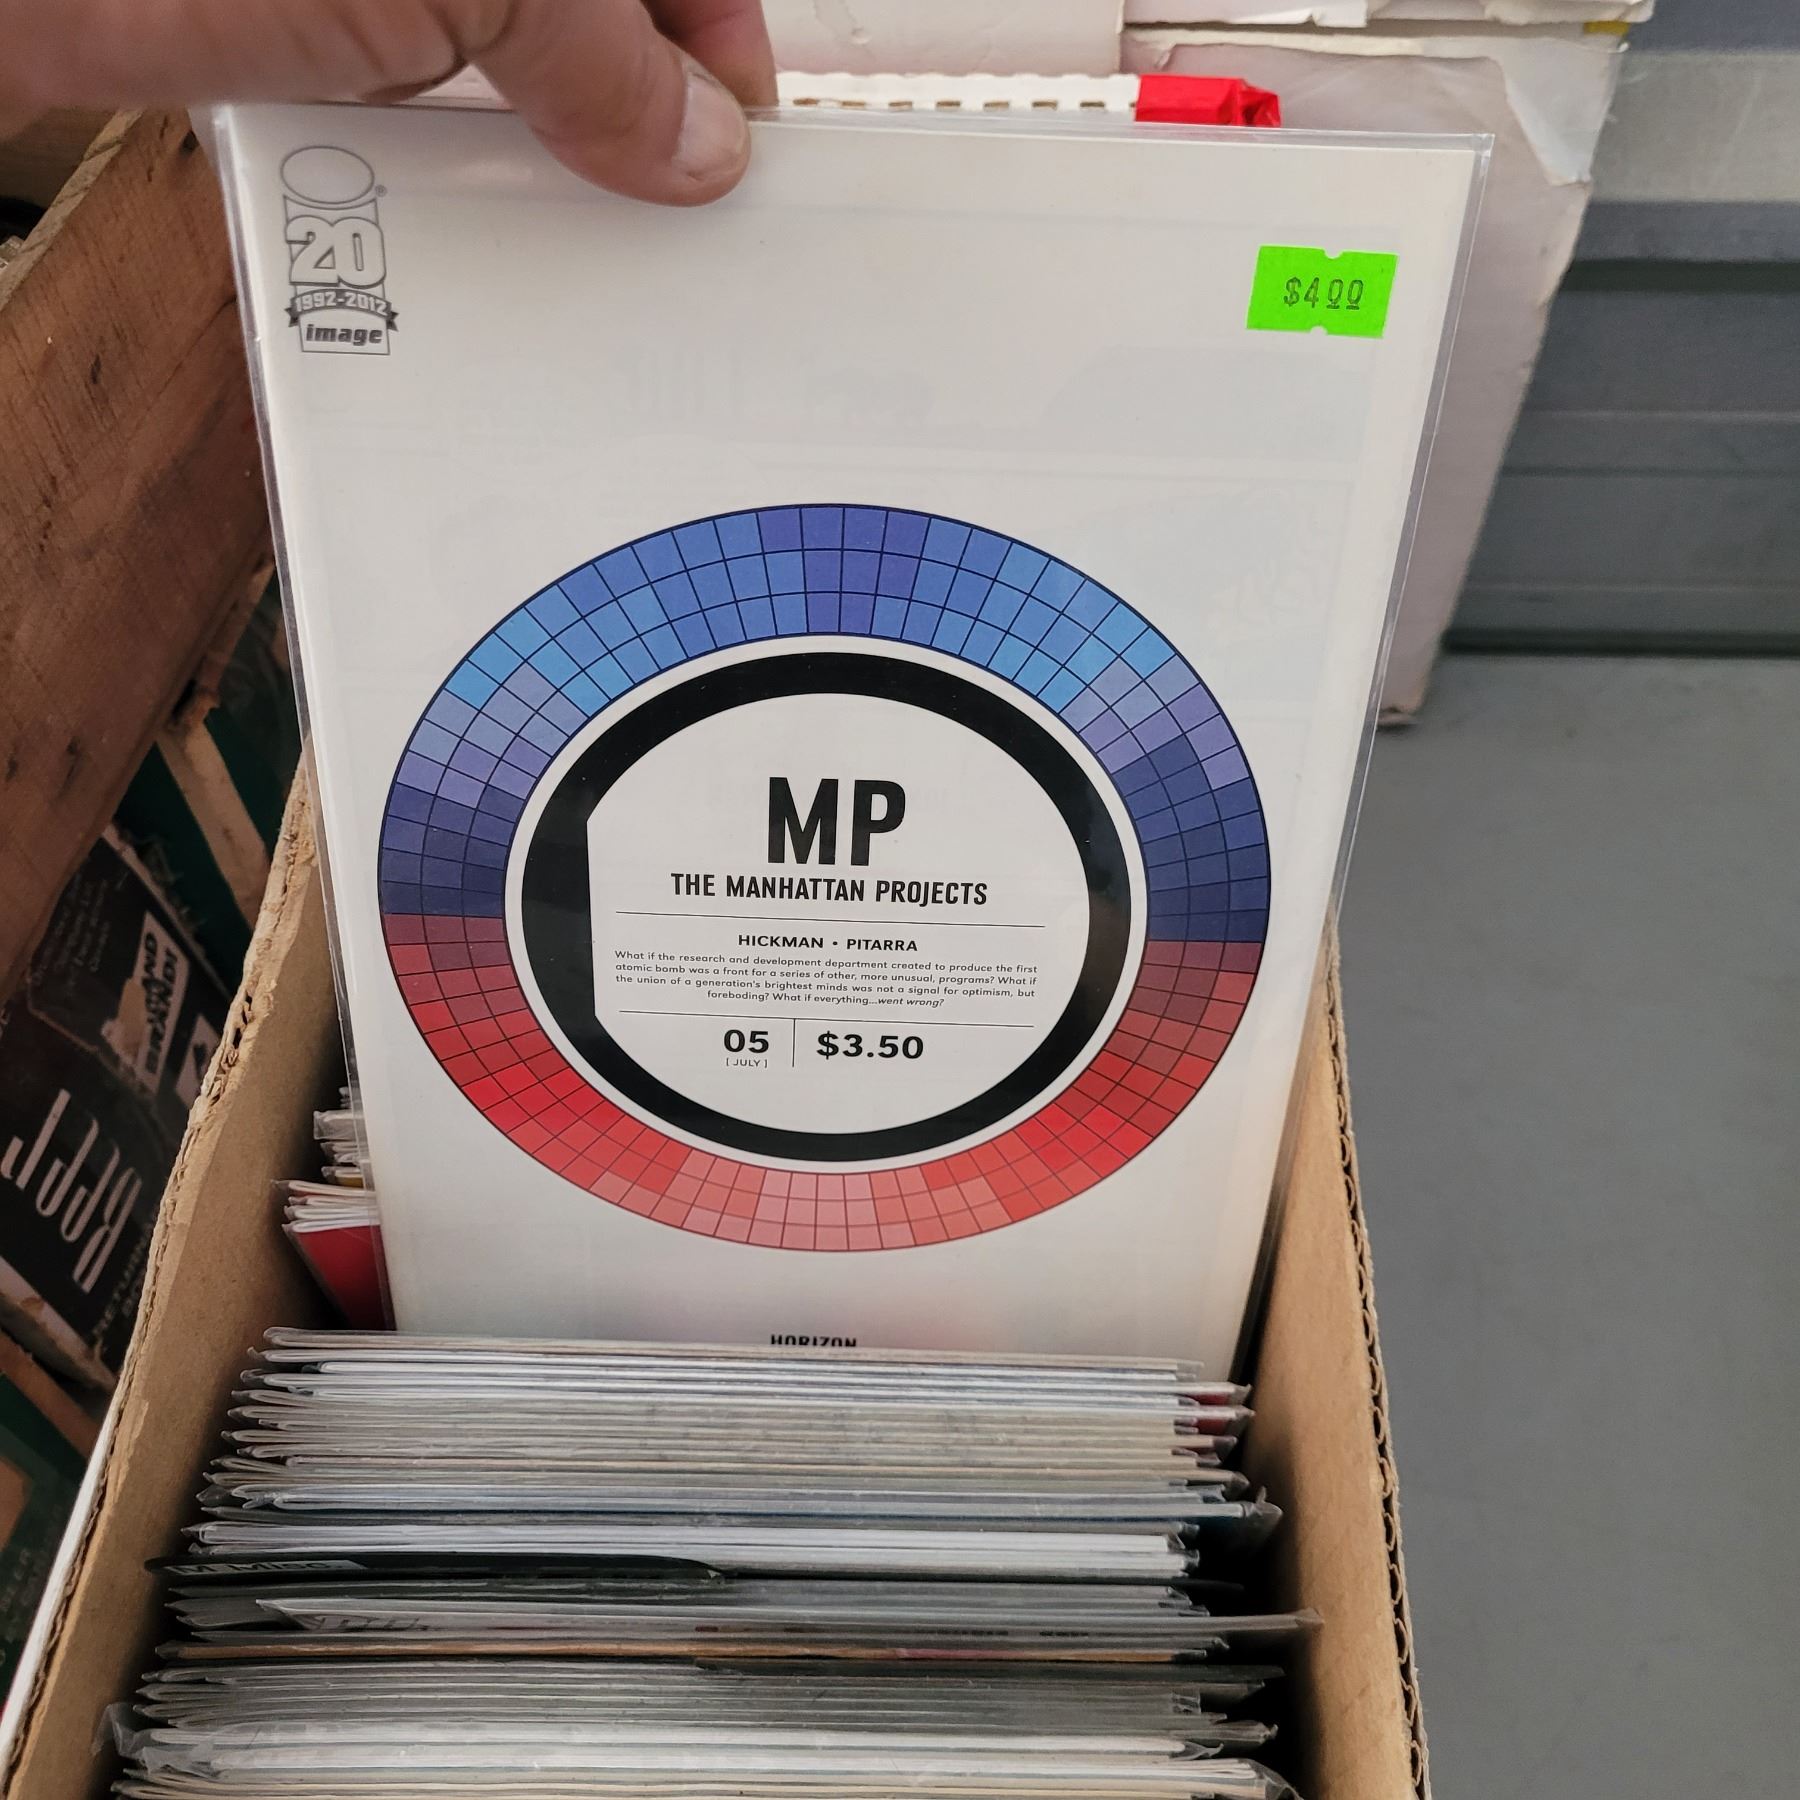 20
1992-2012
image
$4.00
MP
THE MANHATTAN PROJECTS
HICKMAN • PITARRA
What if the research and development department created to produce the first
atomic bomb was a front for a series of other, more unusual, programs? What if
the union of a generation's brightest minds was not a signal for optimism, but
foreboding? What if everything...went wrong?
05 $3.50
[ JULY ]
HORIZON
AND
BRAND
BEER